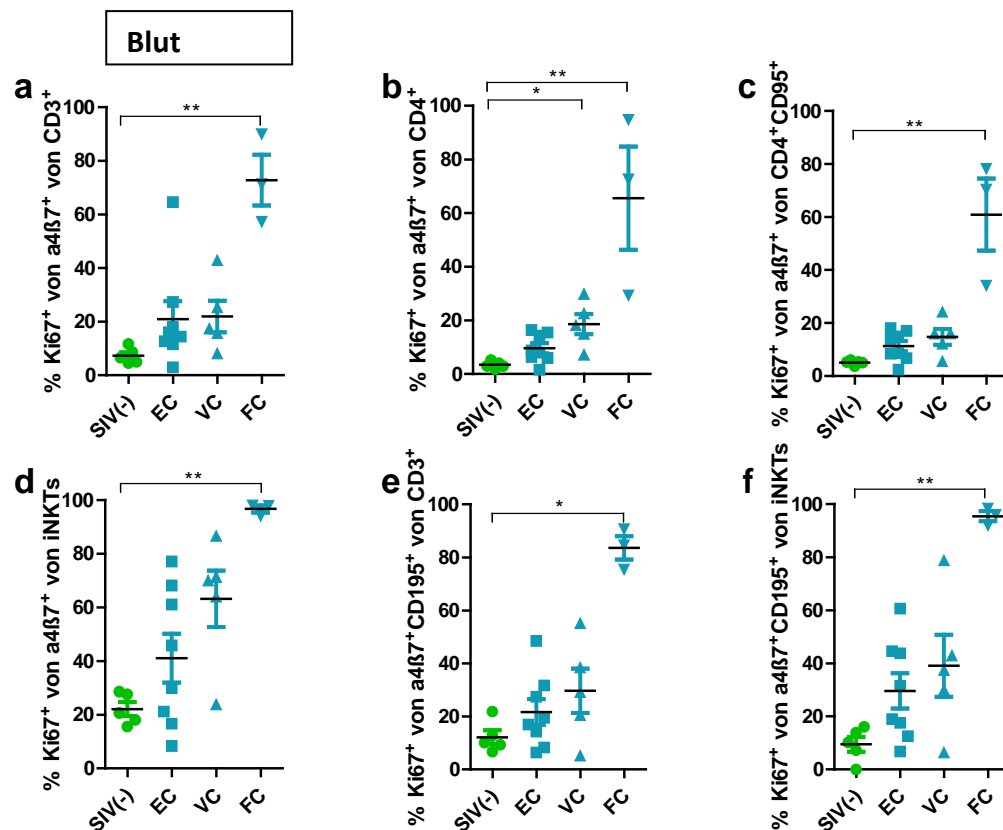 Blut
a
% Ki67+ von a4ß7+ von CD3+
100
80
60
40
20
0
**
SIV(-) EC VC FC
b
% Ki67+ von a4ß7+ von CD4+
100
80
60
40
20
0
**
*
SIV(-) EC VC FC
c
% Ki67+ von a4ß7+ von CD4+CD95+
100
80
60
40
20
0
**
SIV(-) EC VC FC
d
% Ki67+ von a4ß7+ von iNKTs
100
80
60
40
20
0
**
SIV(-) EC VC FC
e
% Ki67+ von a4ß7+CD195+ von CD3+
100
80
60
40
20
0
*
SIV(-) EC VC FC
f
% Ki67+ von a4ß7+CD195+ von iNKTs
100
80
60
40
20
0
**
SIV(-) EC VC FC